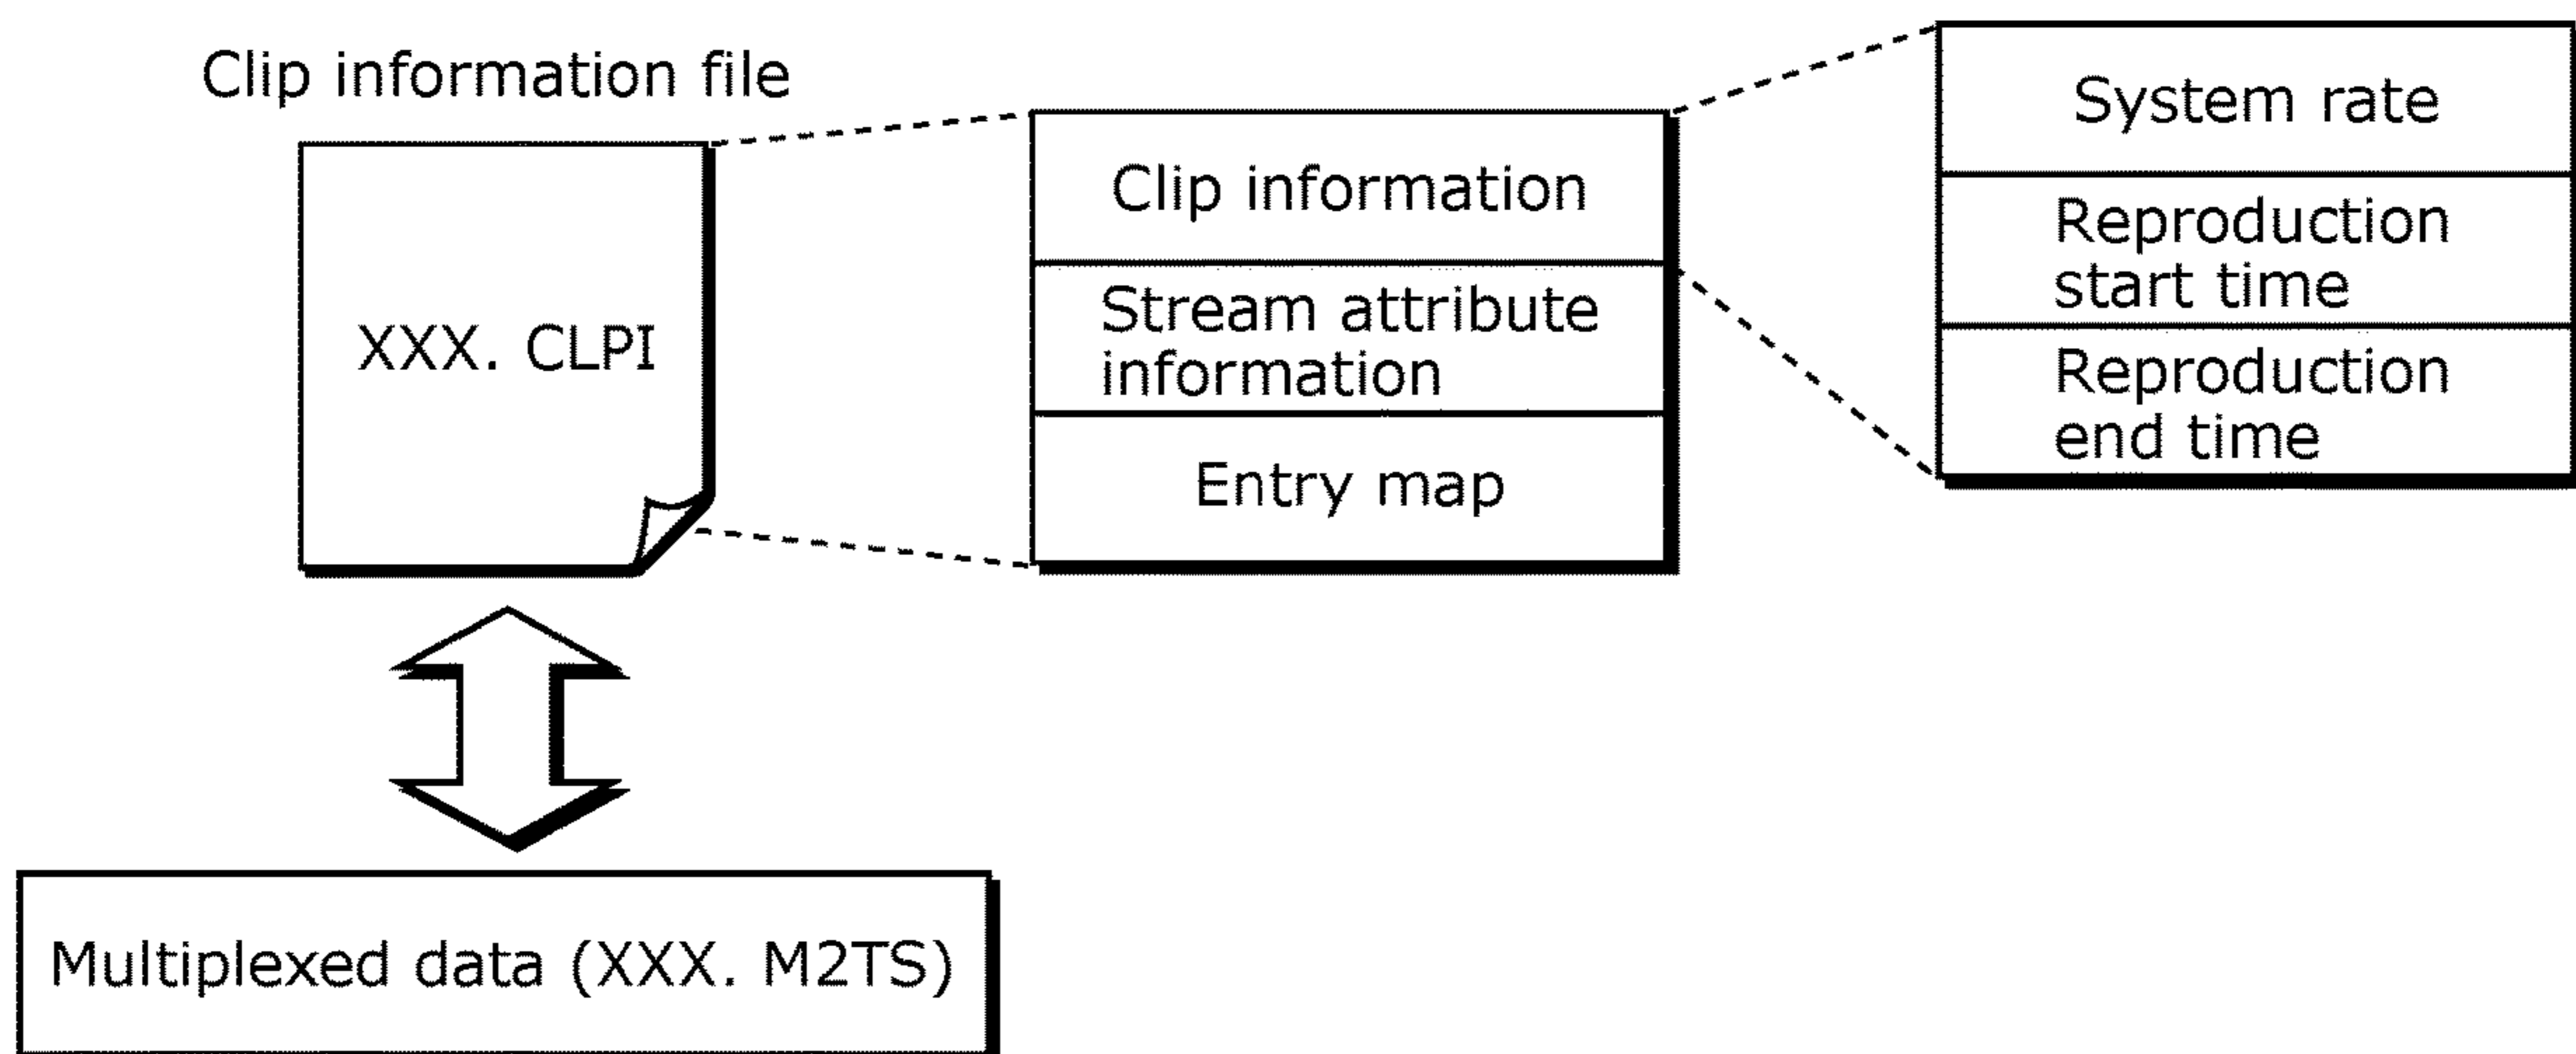 Clip information file
XXX. CLPI
Clip information
Stream attribute
information
Entry map
System rate
Reproduction
start time
Reproduction
end time
Multiplexed data (XXX. M2TS)